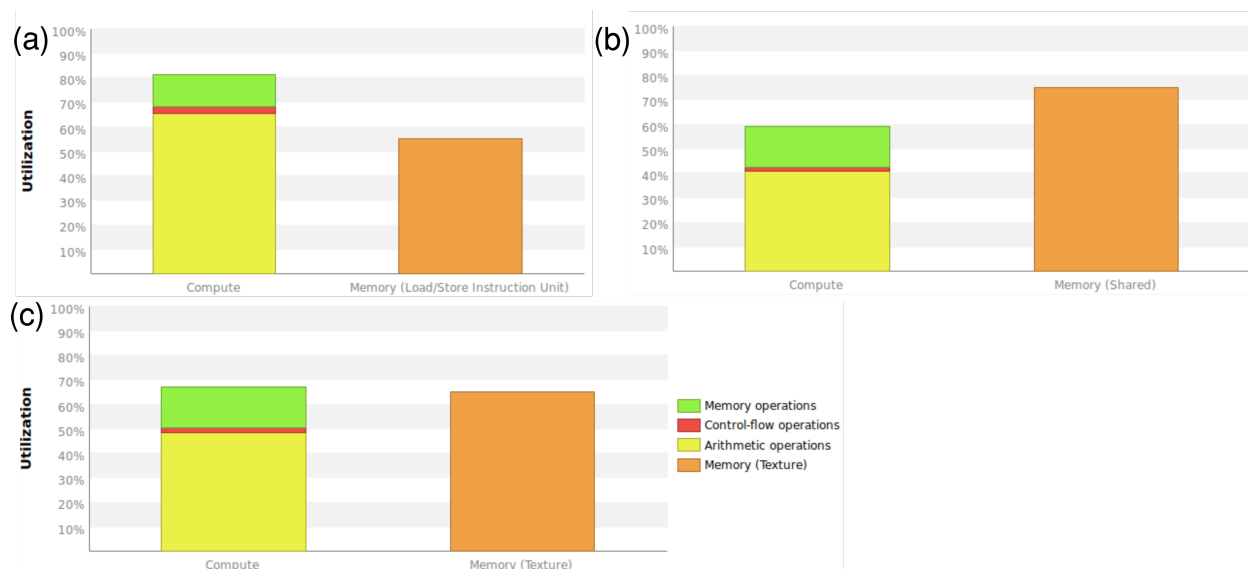 (a)
100%
90%
80%
70%
60%
50%
40%
30%
20%
10%
Utilization
Compute
Memory (Load/Store Instruction Unit)
(b)
100%
90%
80%
70%
60%
50%
40%
30%
20%
10%
Compute
Memory (Shared)
(c)
100%
90%
80%
70%
60%
50%
40%
30%
20%
10%
Utilization
Compute
Memory (Texture)
Memory operations
Control-flow operations
Arithmetic operations
Memory (Texture)